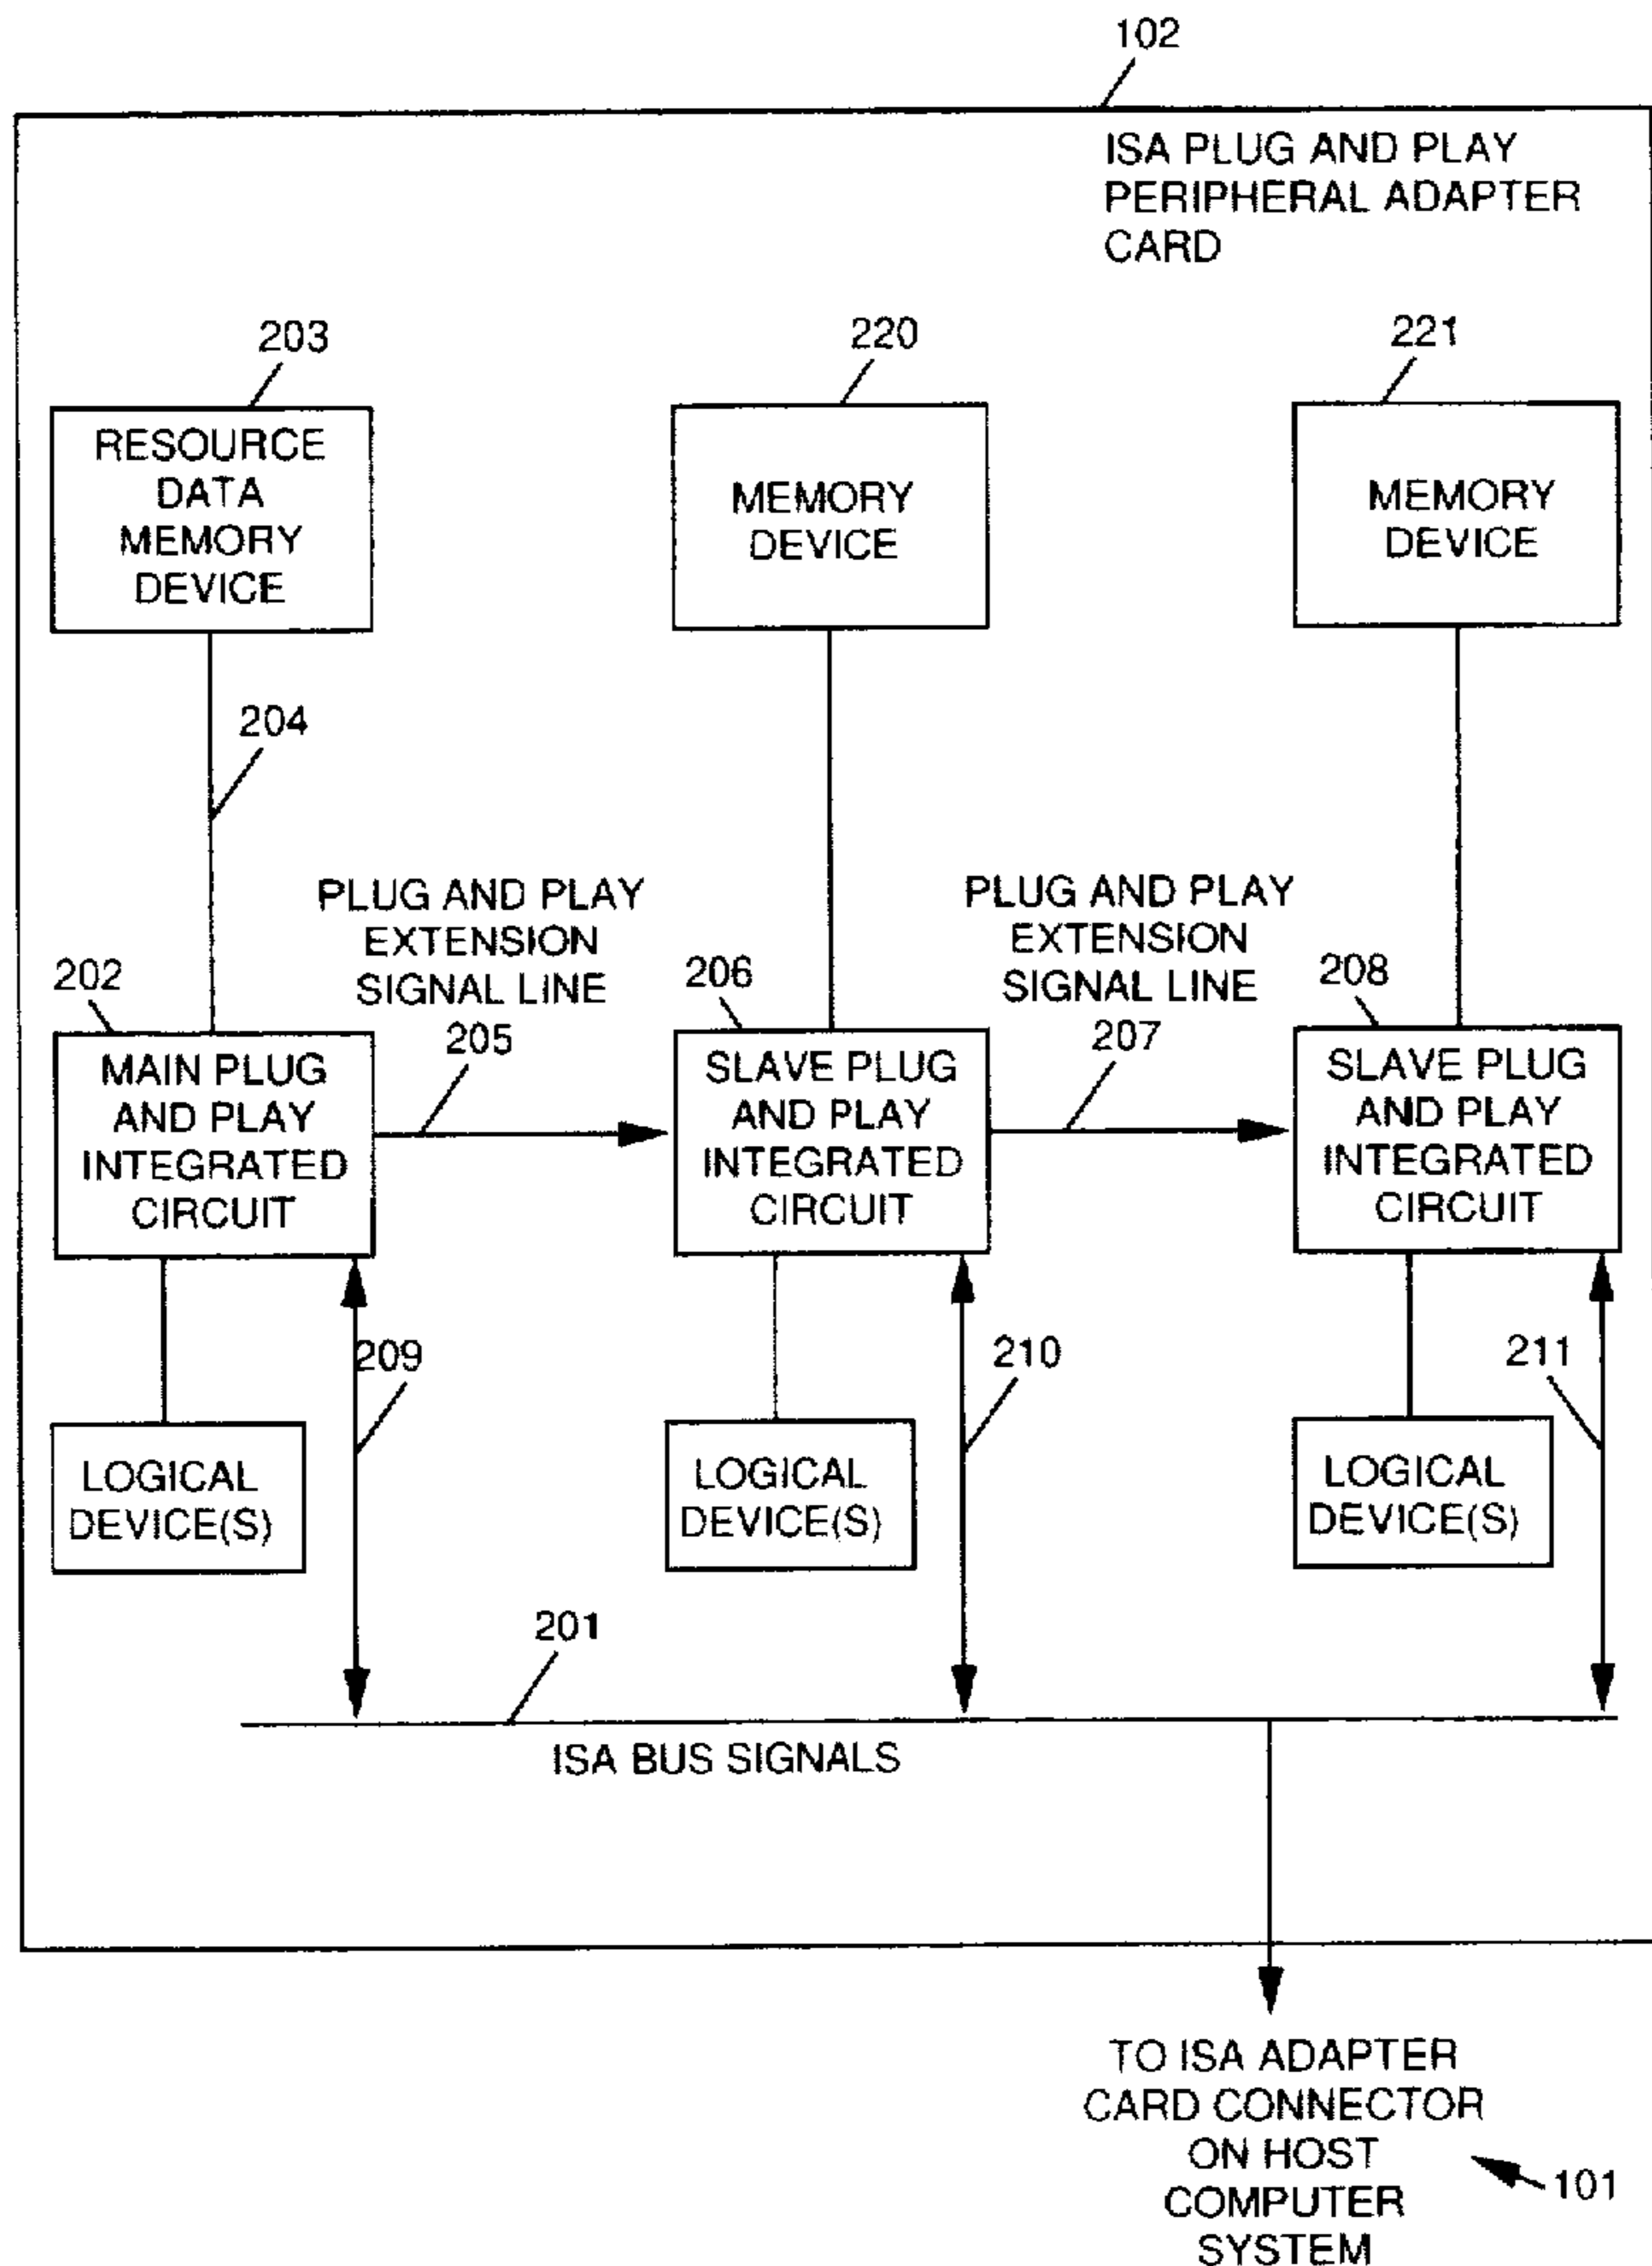 102
ISA PLUG AND PLAY
PERIPHERAL ADAPTER
CARD
203
220
221
RESOURCE
DATA
MEMORY
DEVICE
MEMORY
DEVICE
MEMORY
DEVICE
204
PLUG AND PLAY
EXTENSION
SIGNAL LINE
205
PLUG AND PLAY
EXTENSION
SIGNAL LINE
207
202
206
208
MAIN PLUG
AND PLAY
INTEGRATED
CIRCUIT
SLAVE PLUG
AND PLAY
INTEGRATED
CIRCUIT
SLAVE PLUG
AND PLAY
INTEGRATED
CIRCUIT
209
210
211
LOGICAL
DEVICE(S)
LOGICAL
DEVICE(S)
LOGICAL
DEVICE(S)
201
ISA BUS SIGNALS
TO ISA ADAPTER
CARD CONNECTOR
ON HOST
COMPUTER
SYSTEM
101